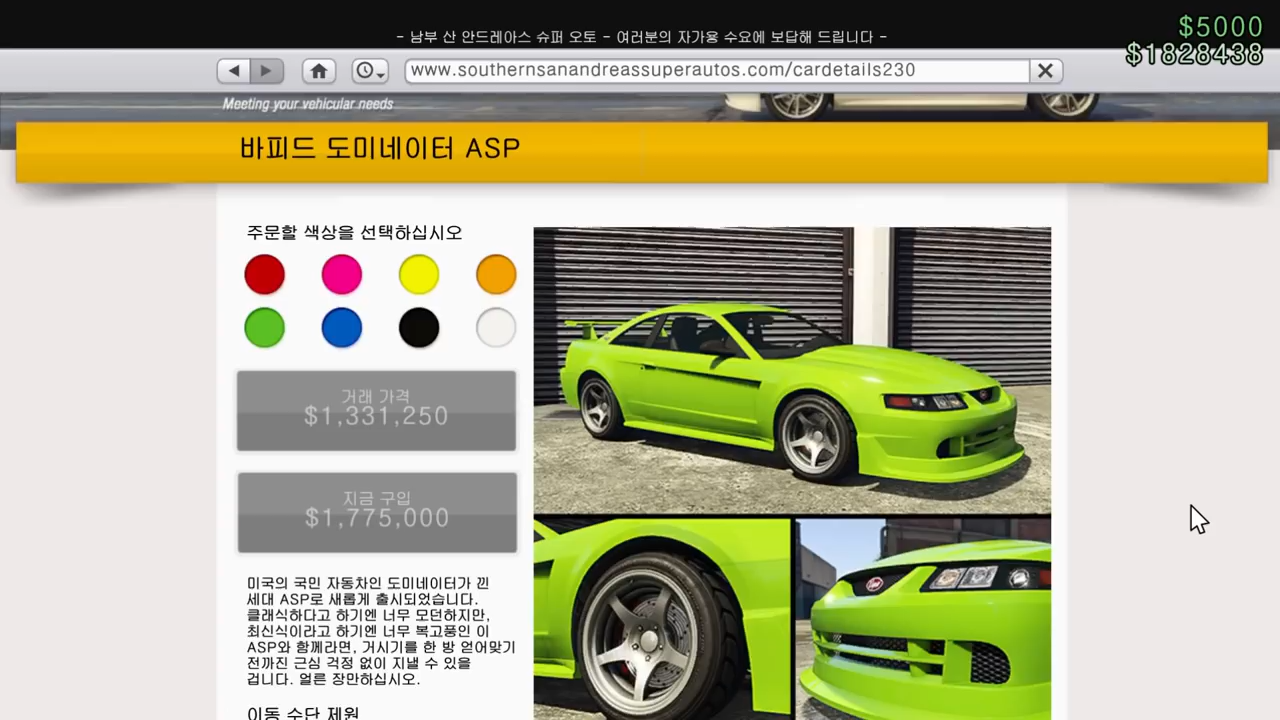 - 남부 산 안드레아스 슈퍼 오토 - 여러분의 자가용 수요에 보답해 드립니다 -
$5000
$1828438
www.southernsanandreassuperautos.com/cardetails230
Meeting your vehicular needs
바피드 도미네이터 ASP
주문할 색상을 선택하십시오
거래 가격
$1,331,250
지금 구입
$1,775,000
미국의 국민 자동차인 도미네이터가 낀
세대 ASP로 새롭게 출시되었습니다.
클래식하다고 하기엔 너무 모던하지만,
최신식이라고 하기엔 너무 복고풍인 이
ASP와 함께라면, 거시기를 한 방 얻어맞기
전까진 근심 걱정 없이 지낼 수 있을
겁니다. 얼른 장만하십시오.
이동 수단 제원